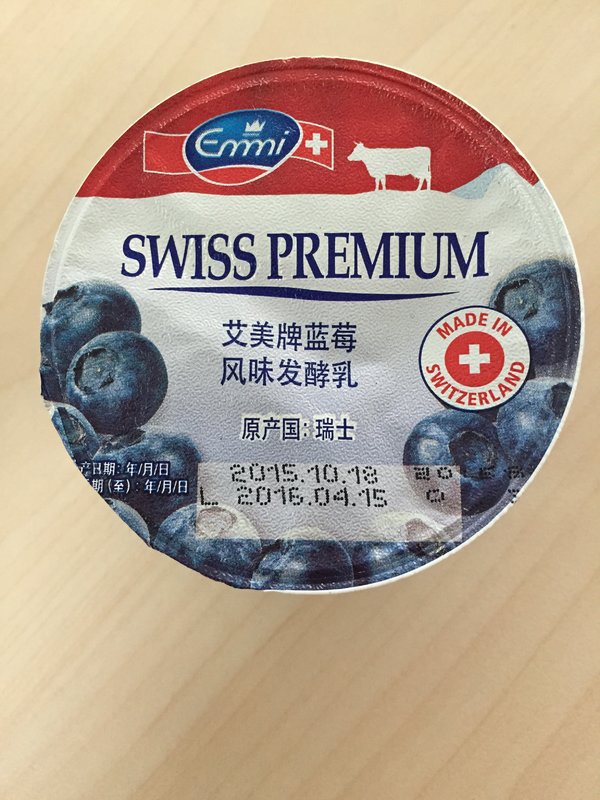 Emmi
SWISS PREMIUM
艾美牌蓝莓
风味发酵乳
MADE IN
SWITZERLAND
原产国: 瑞士
产日期: 年/月/日
期(至): 年/月/日
2015.10.18
L 2016.04.15